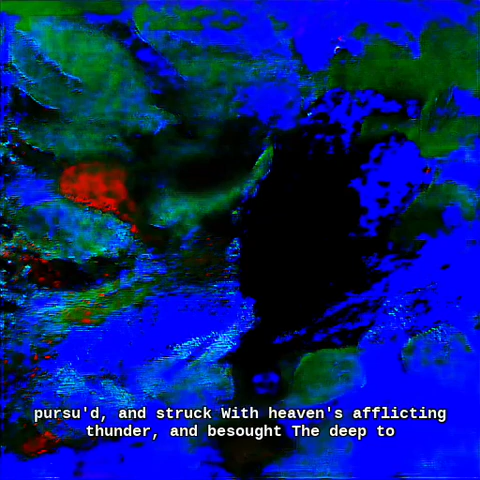 pursu'd, and struck With heaven's afflicting
thunder, and besought The deep to